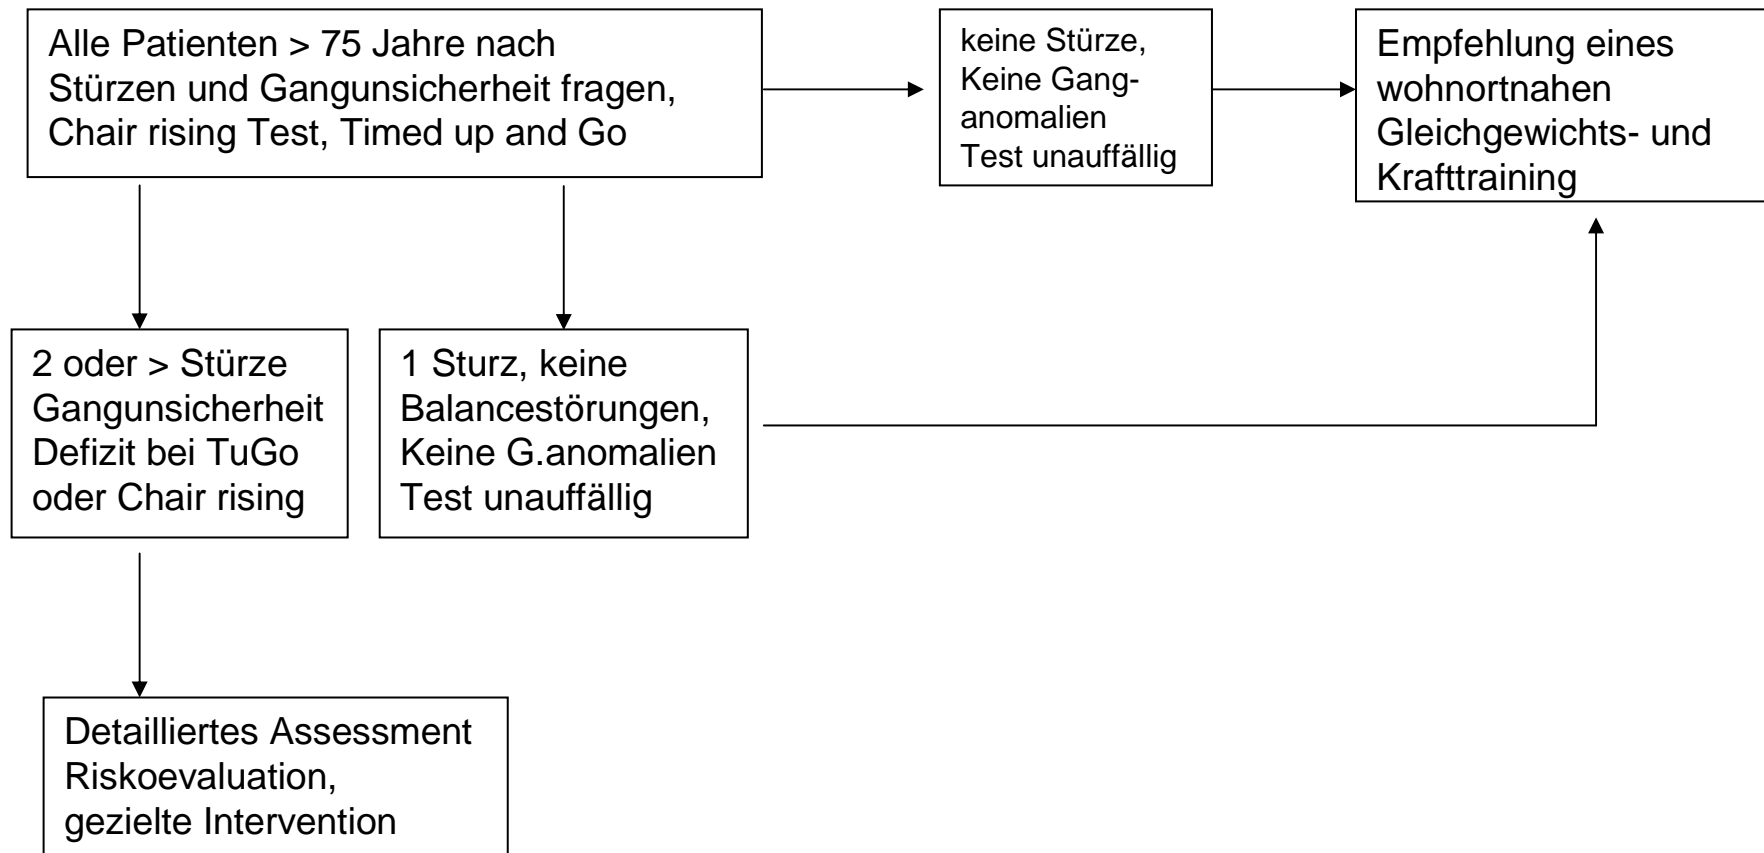 Alle Patienten > 75 Jahre nach
Stürzen und Gangunsicherheit fragen,
Chair rising Test, Timed up and Go
keine Stürze,
Keine Gang-
anomalien
Test unauffällig
Empfehlung eines
wohnortnahen
Gleichgewichts- und
Krafttraining
2 oder > Stürze
Gangunsicherheit
Defizit bei TuGo
oder Chair rising
1 Sturz, keine
Balancestörungen,
Keine G.anomalien
Test unauffällig
Detailliertes Assessment
Riskoevaluation,
gezielte Intervention